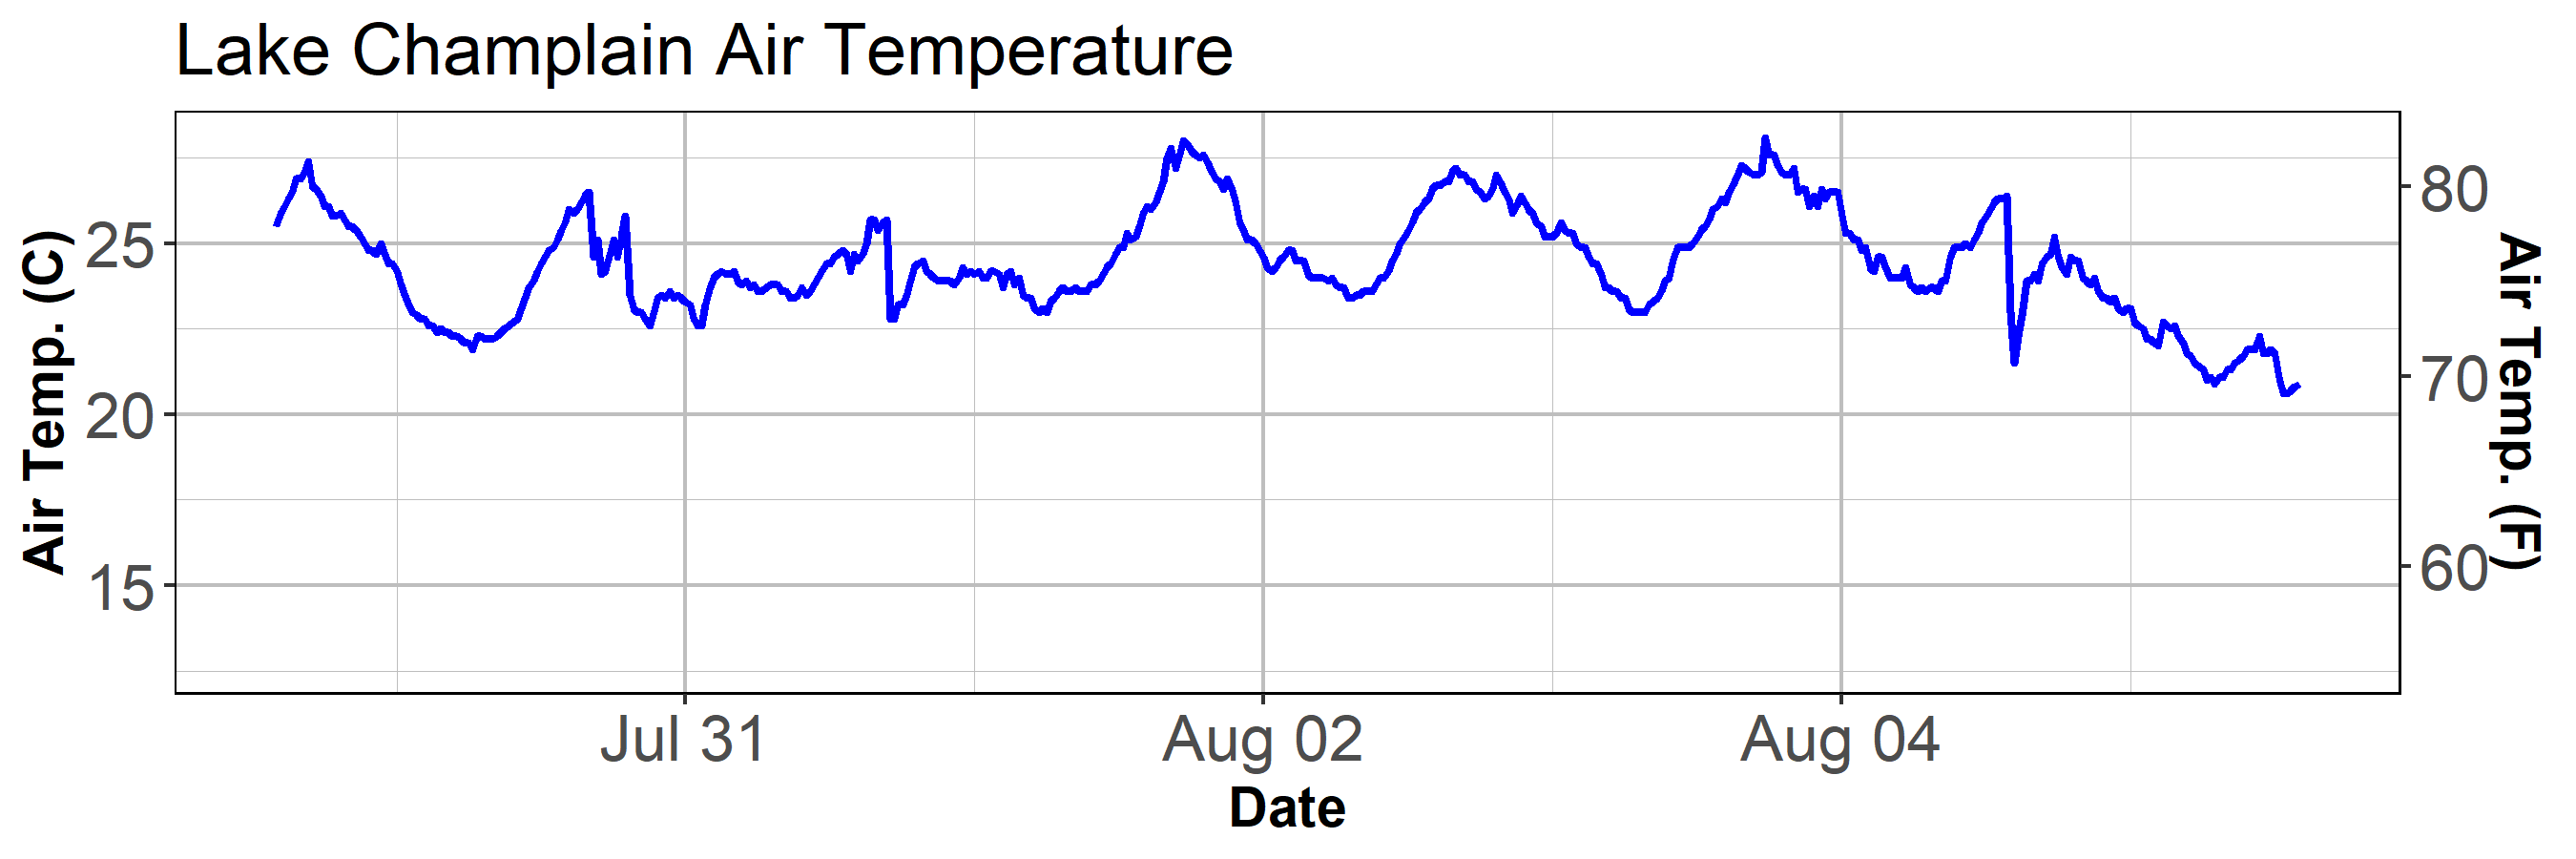 Lake Champlain Air Temperature
Air Temp. (C)
25
20
15
80
70
60
Air Temp. (F)
Jul 31
Aug 02
Aug 04
Date